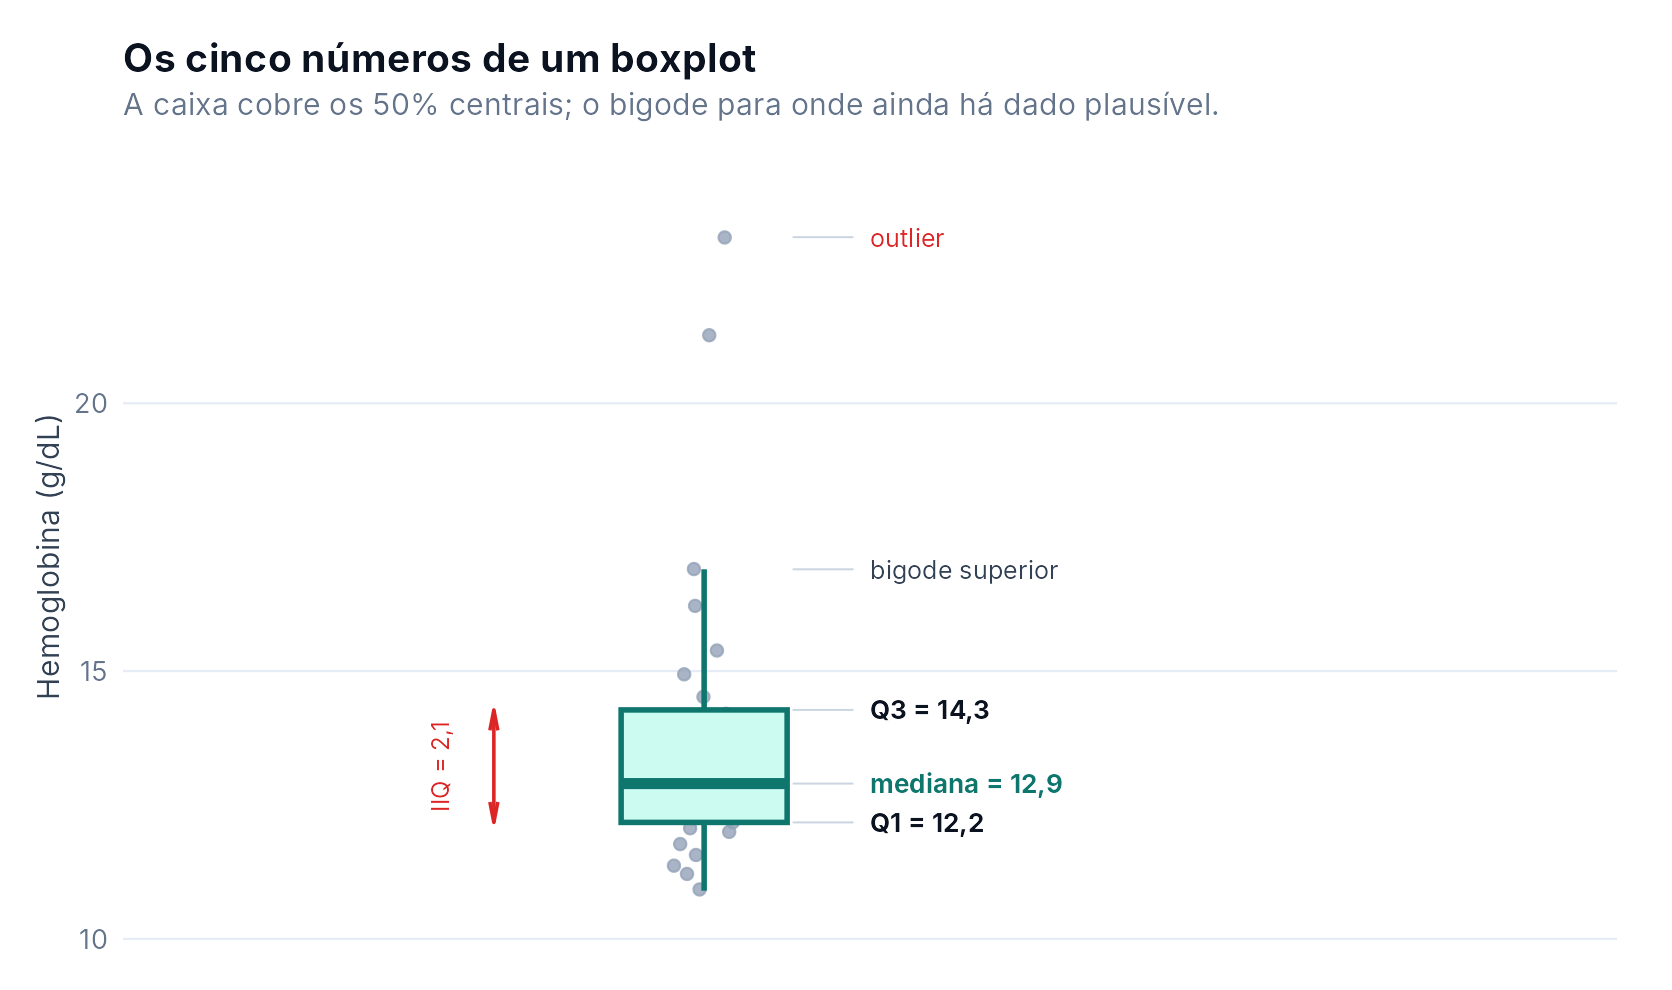 Os cinco números de um boxplot
A caixa cobre os 50% centrais; o bigode para onde ainda há dado plausível.
outlier
20
Hemoglobina (g/dL)
bigode superior
15
Q3 = 14,3
IIQ = 2,1
mediana = 12,9
Q1 = 12,2
10